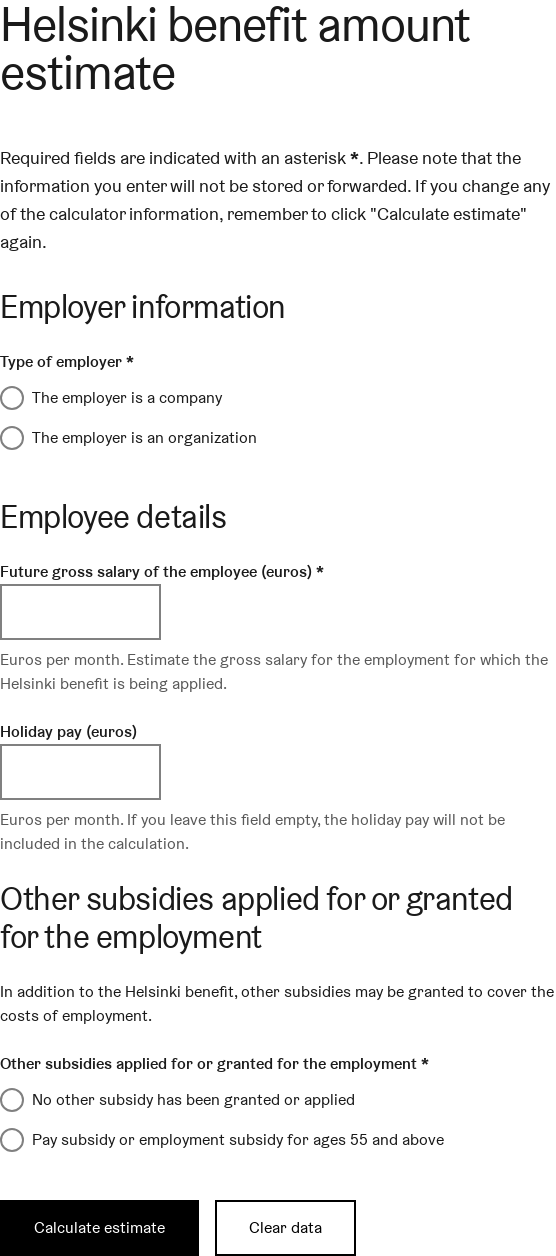 Helsinki benefit amount
estimate
Required fields are indicated with an asterisk *. Please note that the
information you enter will not be stored or forwarded. If you change any
of the calculator information, remember to click "Calculate estimate"
again.
Employer information
Type of employer *
The employer is a company
The employer is an organization
Employee details
Future gross salary of the employee (euros) *
Euros per month. Estimate the gross salary for the employment for which the
Helsinki benefit is being applied.
Holiday pay (euros)
Euros per month. If you leave this field empty, the holiday pay will not be
included in the calculation.
Other subsidies applied for or granted
for the employment
In addition to the Helsinki benefit, other subsidies may be granted to cover the
costs of employment.
Other subsidies applied for or granted for the employment *
No other subsidy has been granted or applied
Pay subsidy or employment subsidy for ages 55 and above
Calculate estimate
Clear data